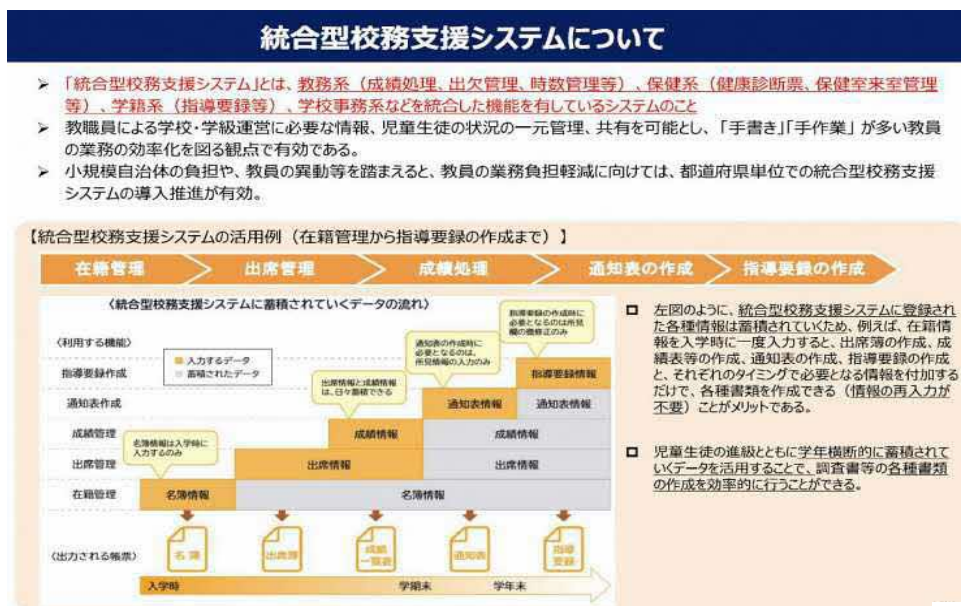 統合型校務支援システムについて
➢ 「統合型校務支援システム」とは、教務系（成績処理、出欠管理、時数管理等）、保健系（健康診断票、保健室来室管理
等）、学籍系（指導要録等）、学校事務系などを統合した機能を有しているシステムのこと
➢ 教職員による学校・学級運営に必要な情報、児童生徒の状況の一元管理、共有を可能とし、「手書き」「手作業」が多い教員
の業務の効率化を図る観点で有効である。
➢ 小規模自治体の負担や、教員の異動等を踏まえると、教員の業務負担軽減に向けては、都道府県単位での統合型校務支援
システムの導入推進が有効。
【統合型校務支援システムの活用例（在籍管理から指導要録の作成まで）】
在籍管理
出席管理
成績処理
通知表の作成
指導要録の作成
〈統合型校務支援システムに蓄積されていくデータの流れ〉
〈利用する機能〉
入力するデータ
蓄積されたデータ
指導要録の作成時に
必要となるのは所見
欄の微修正のみ
通知表の作成時に
必要となるのは、
所見情報の入力のみ
出席情報と成績情報
は、日々蓄積できる
名簿情報は入学時に
入力するのみ
指導要録作成
指導要録情報
通知表作成
通知表情報
通知表情報
成績管理
成績情報
成績情報
出席管理
出席情報
出席情報
在籍管理
名簿情報
名簿情報
〈出力される帳票〉
名簿
出席簿
成績
一覧表
通知表
指導
要録
入学時
学期末
学年末
□ 左図のように、統合型校務支援システムに登録され
た各種情報は蓄積されていくため、例えば、在籍情
報を入学時に一度入力すると、出席簿の作成、成
績表等の作成、通知表の作成、指導要録の作成
と、それぞれのタイミングで必要となる情報を付加する
だけで、各種書類を作成できる（情報の再入力が
不要）ことがメリットである。
□ 児童生徒の進級とともに学年横断的に蓄積されて
いくデータを活用することで、調査書等の各種書類
の作成を効率的に行うことができる。